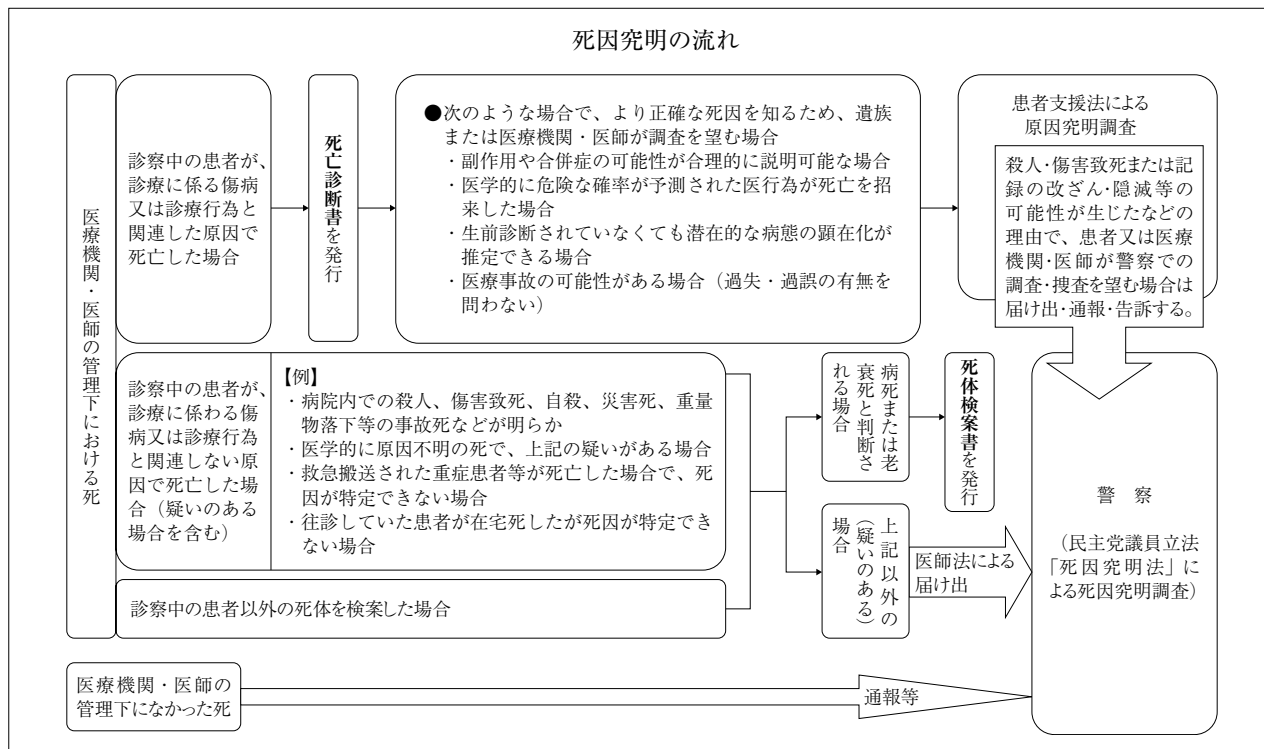 死因究明の流れ
医療機関・医師の管理下における死
診察中の患者が、
診療に係る傷病
又は診療行為と
関連した原因で
死亡した場合
死亡診断書を発行
●次のような場合で、より正確な死因を知るため、遺族
または医療機関・医師が調査を望む場合
・副作用や合併症の可能性が合理的に説明可能な場合
・医学的に危険な確率が予測された医行為が死亡を招
来した場合
・生前診断されていなくても潜在的な病態の顕在化が
推定できる場合
・医療事故の可能性がある場合（過失・過誤の有無を
問わない）
患者支援法による
原因究明調査
殺人・傷害致死または記
録の改ざん・隠滅等の
可能性が生じたなどの
理由で、患者又は医療
機関・医師が警察での
調査・捜査を望む場合は
届け出・通報・告訴する。
診察中の患者が、
診療に係わる傷
病又は診療行為
と関連しない原
因で死亡した場
合（疑いのある
場合を含む）
【例】
・病院内での殺人、傷害致死、自殺、災害死、重量
物落下等の事故死などが明らか
・医学的に原因不明の死で、上記の疑いがある場合
・救急搬送された重症患者等が死亡した場合で、死
因が特定できない場合
・往診していた患者が在宅死したが死因が特定でき
ない場合
診察中の患者以外の死体を検案した場合
病死または老
衰死と判断さ
れる場合
死体検案書を発行
上記以外の
（疑いのある）
場合
医師法による
届け出
警 察
（民主党議員立法
「死因究明法」に
よる死因究明調査）
医療機関・医師の
管理下になかった死
通報等